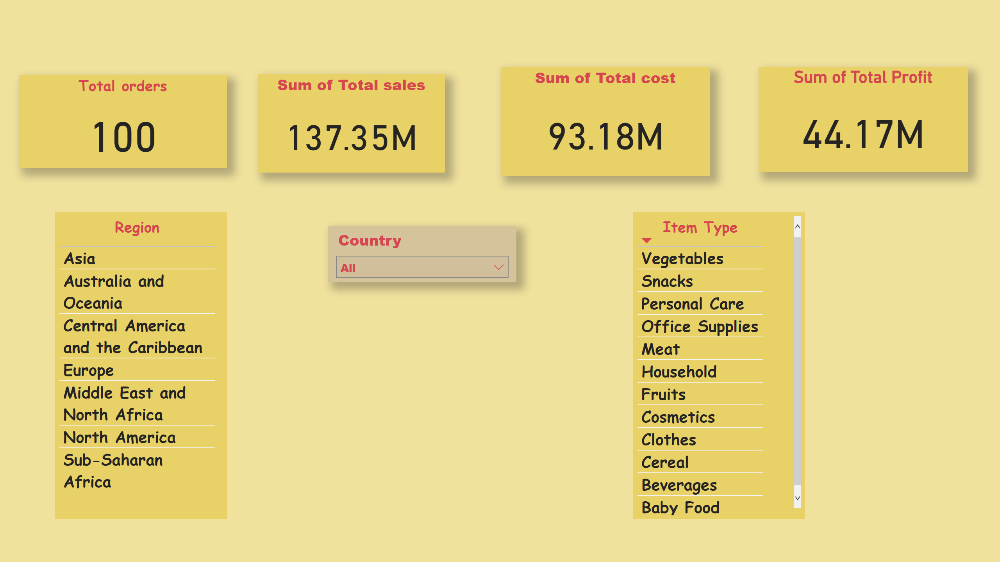 Total orders
100
Sum of Total sales
137.35M
Sum of Total cost
93.18M
Sum of Total Profit
44.17M
Region
Asia
Australia and
Oceania
Central America
and the Caribbean
Europe
Middle East and
North Africa
North America
Sub-Saharan
Africa
Country
All
Item Type
Vegetables
Snacks
Personal Care
Office Supplies
Meat
Household
Fruits
Cosmetics
Clothes
Cereal
Beverages
Baby Food